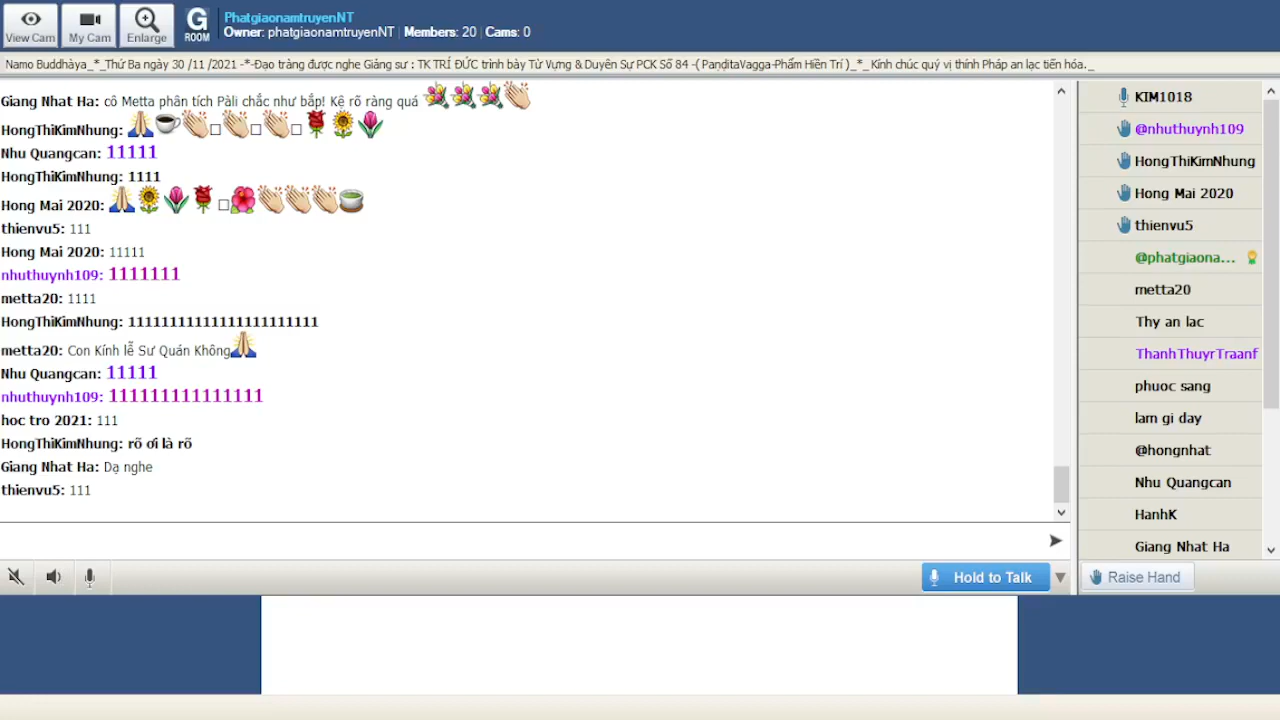 View Cam
My Cam
Enlarge
G
ROOM
PhatgiaonamtruyenNT
Owner: phatgiaonamtruyenNT | Members: 20 | Cams: 0
Namo Buddhàya_*_Thứ Ba ngày 30 /11 /2021 -*-Đạo tràng được nghe Giảng sư : TK TRÍ ĐỨC trình bày Từ Vựng & Duyên Sự PCK Số 84 -( PaṇḍitaVagga-Phẩm Hiền Trí )_*_ Kính chúc quý vị thính Pháp an lạc tiến hóa._
Giang Nhat Ha: cô Metta phân tích Pàli chắc như bắp! Kệ rõ ràng quá
HongThiKimNhung:
Nhu Quangcan: 11111
HongThiKimNhung: 1111
Hong Mai 2020:
thienvu5: 111
Hong Mai 2020: 11111
nhuthuynh109: 1111111
metta20: 1111
HongThiKimNhung: 11111111111111111111111
metta20: Con Kính lễ Sư Quán Không
Nhu Quangcan: 11111
nhuthuynh109: 111111111111111
hoc tro 2021: 111
HongThiKimNhung: rõ ơi là rõ
Giang Nhat Ha: Dạ nghe
thienvu5: 111
KIM1018
@nhuthuynh109
HongThiKimNhung
Hong Mai 2020
thienvu5
@phatgiaona...
metta20
Thy an lac
ThanhThuyrTraanf
phuoc sang
lam gi day
@hongnhat
Nhu Quangcan
HanhK
Giang Nhat Ha
Hold to Talk
Raise Hand